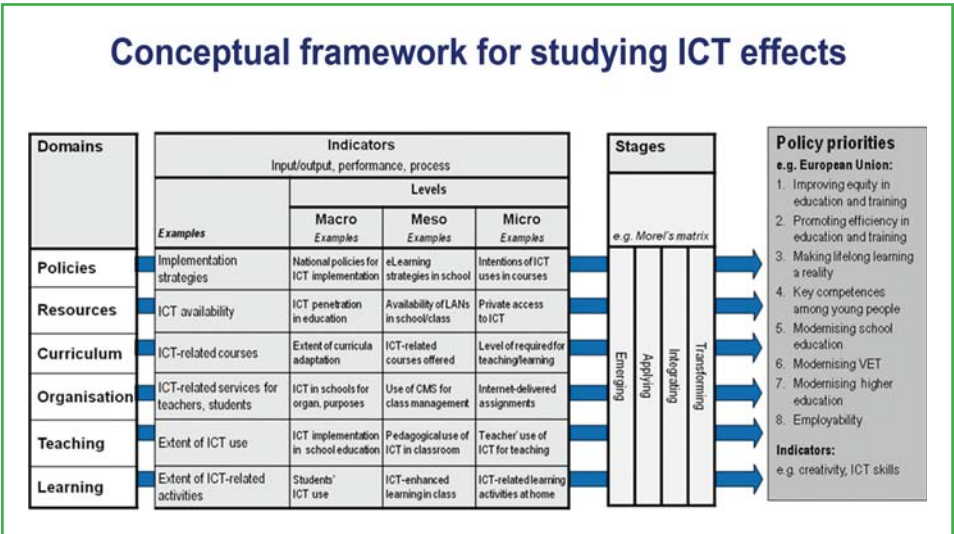 Conceptual framework for studying ICT effects
Domains
Indicators
Input/output, performance, process
Levels
Examples
Macro
Examples
Meso
Examples
Micro
Examples
Stages
e.g. Morel's matrix
Policies
Implementation
strategies
National policies for
ICT implementation
eLearning
strategies in school
Intentions of ICT
uses in courses
Resources
ICT availability
ICT penetration
in education
Availability of LANs
in school/class
Private access
to ICT
Curriculum
ICT-related courses
Extent of curricula
adaptation
ICT-related
courses offered
Level of required for
teaching/learning
Organisation
ICT-related services for
teachers, students
ICT in schools for
organ. purposes
Use of CMS for
class management
Internet-delivered
assignments
Teaching
Extent of ICT use
ICT implementation
in school education
Pedagogical use of
ICT in classroom
Teacher' use of
ICT for teaching
Learning
Extent of ICT-related
activities
Students'
ICT use
ICT-enhanced
learning in class
ICT-related learning
activities at home
Emerging
Applying
Integrating
Transforming
Policy priorities
e.g. European Union:
1. Improving equity in
education and training
2. Promoting efficiency in
education and training
3. Making lifelong learning
a reality
4. Key competences
among young people
5. Modernising school
education
6. Modernising VET
7. Modernising higher
education
8. Employability
Indicators:
e.g. creativity, ICT skills